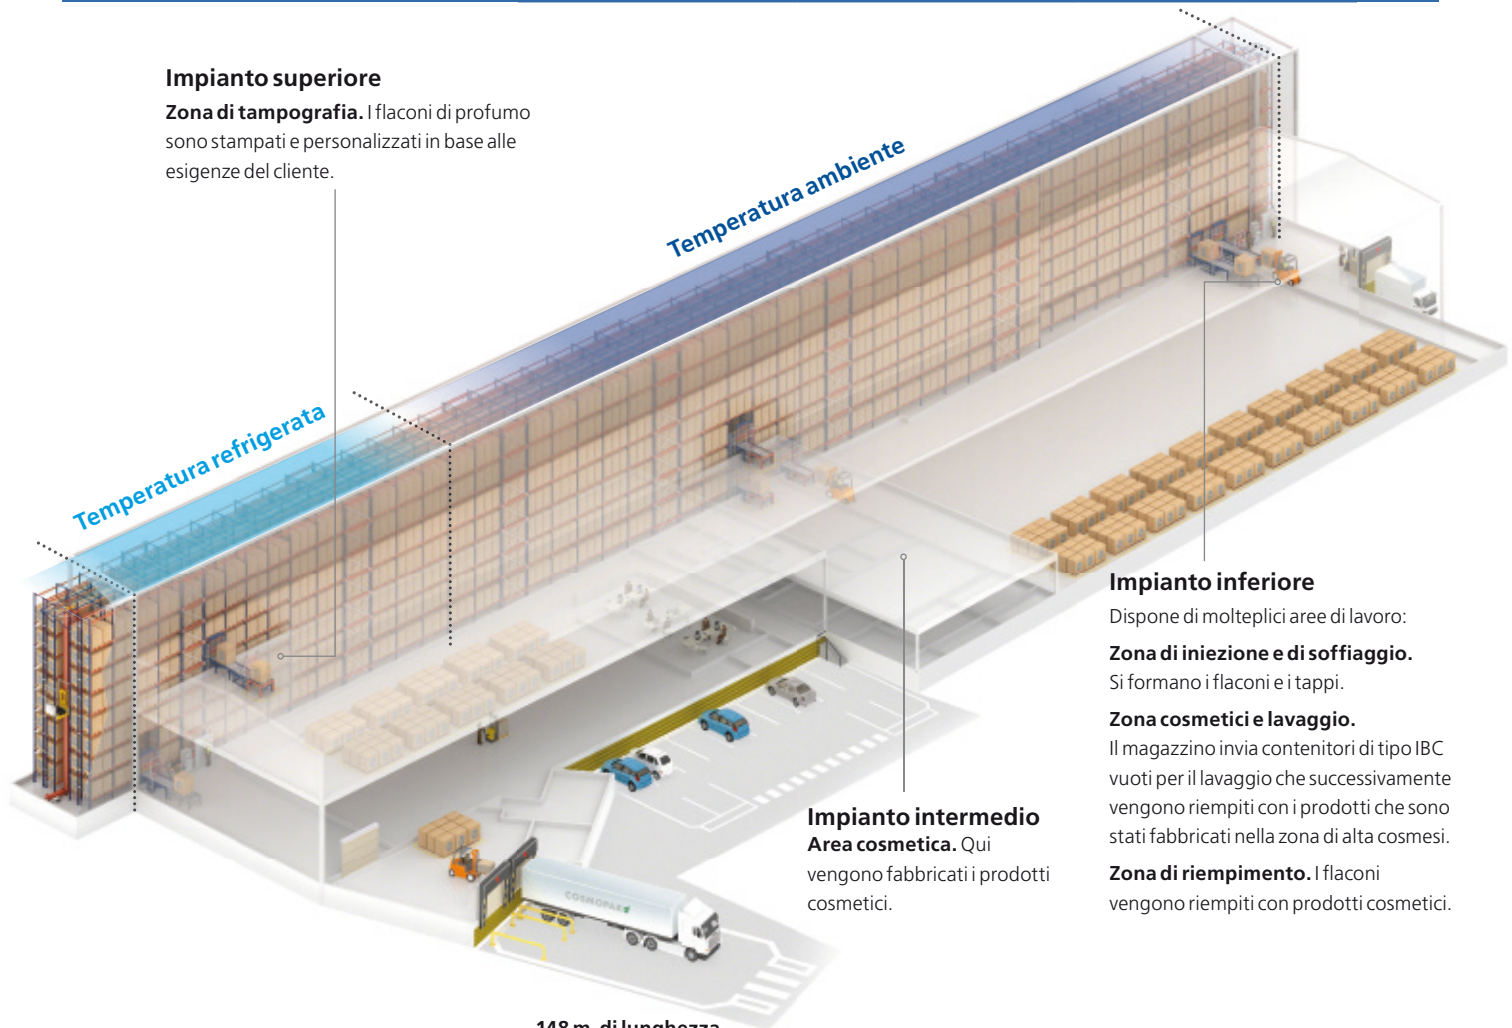 Impianto superiore
Zona di tampografia. I flaconi di profumo
sono stampati e personalizzati in base alle
esigenze del cliente.
Temperatura ambiente
Temperatura refrigerata
Impianto inferiore
Dispone di molteplici aree di lavoro:
Zona di iniezione e di soffiaggio.
Si formano i flaconi e i tappi.
Zona cosmetici e lavaggio.
Il magazzino invia contenitori di tipo IBC
vuoti per il lavaggio che successivamente
vengono riempiti con i prodotti che sono
stati fabbricati nella zona di alta cosmesi.
Zona di riempimento. I flaconi
vengono riempiti con prodotti cosmetici.
Impianto intermedio
Area cosmetica. Qui
vengono fabbricati i prodotti
cosmetici.
COSMOPAR
148 m. di lunghezza